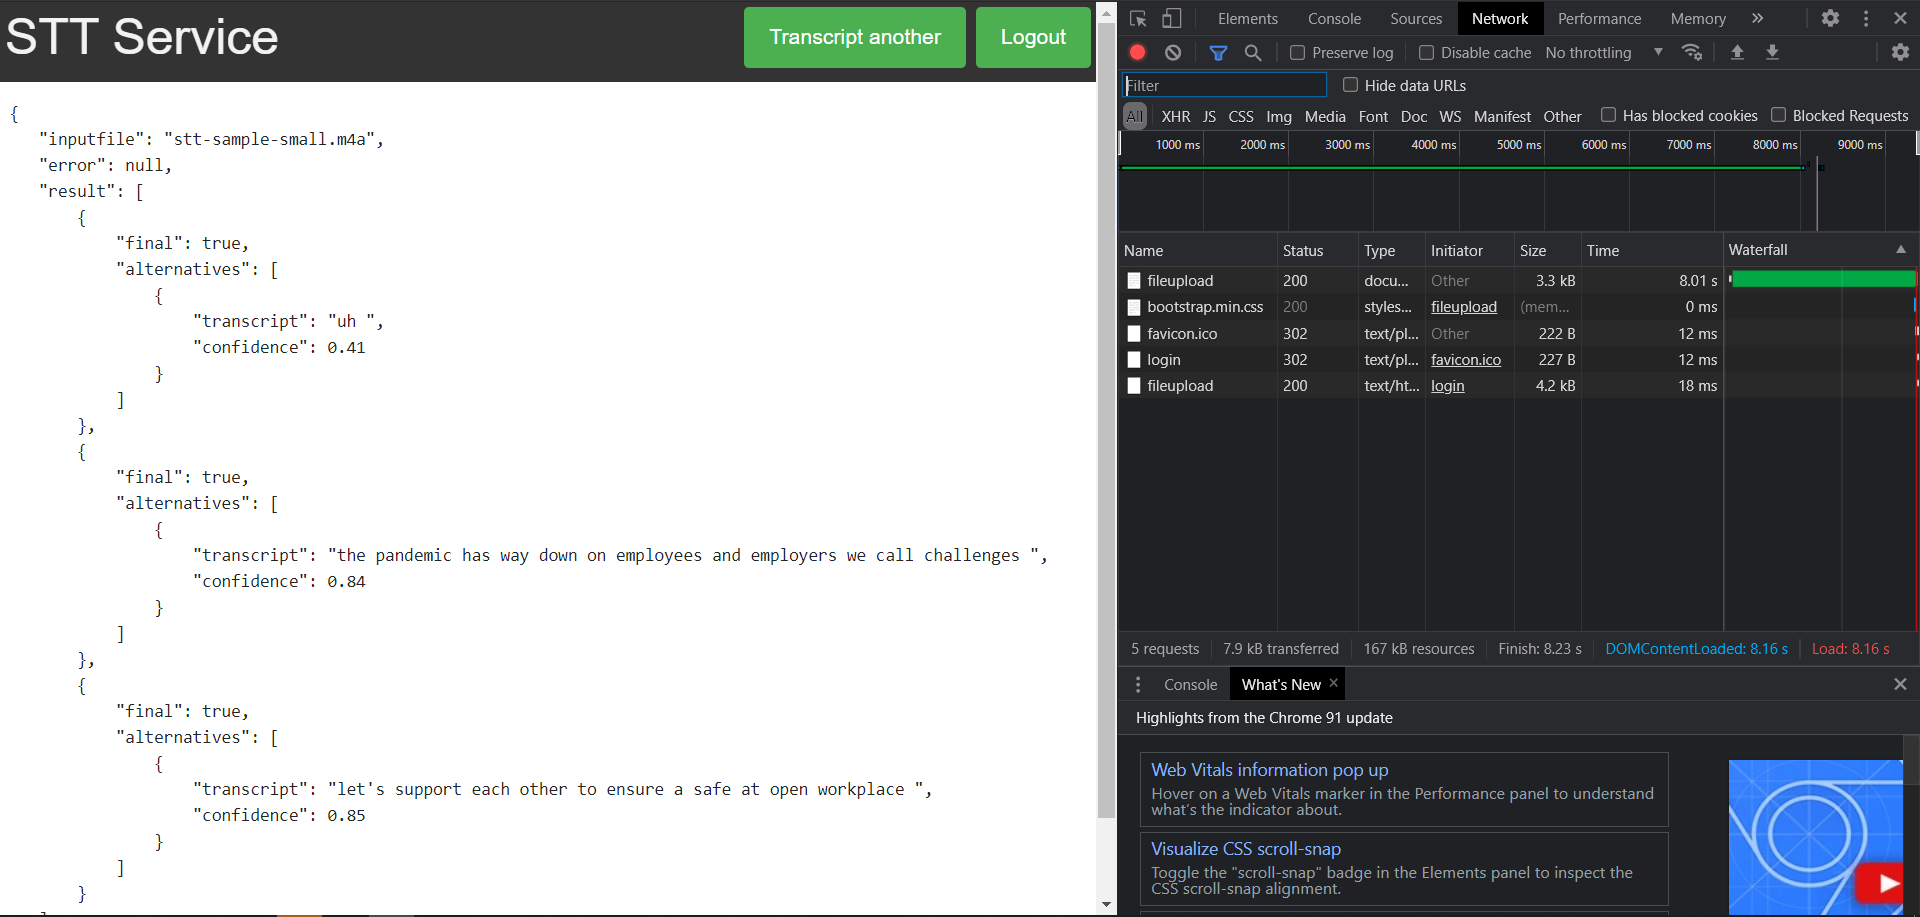 STT Service
Transcript another
Logout
{
"inputfile": "stt-sample-small.m4a",
"error": null,
"result": [
{
"final": true,
"alternatives": [
{
"transcript": "uh ",
"confidence": 0.41
}
]
},
{
"final": true,
"alternatives": [
{
"transcript": "the pandemic has way down on employees and employers we call challenges ",
"confidence": 0.84
}
]
},
{
"final": true,
"alternatives": [
{
"transcript": "let's support each other to ensure a safe at open workplace ",
"confidence": 0.85
}
]
}
Elements Console Sources Network Performance Memory
Preserve log Disable cache No throttling
Filter Hide data URLs
All XHR JS CSS Img Media Font Doc WS Manifest Other Has blocked cookies Blocked Requests
1000 ms 2000 ms 3000 ms 4000 ms 5000 ms 6000 ms 7000 ms 8000 ms 9000 ms
Name Status Type Initiator Size Time Waterfall
fileupload 200 docu... Other 3.3 kB 8.01 s
bootstrap.min.css 200 styles... fileupload (mem... 0 ms
favicon.ico 302 text/pl... Other 222 B 12 ms
login 302 text/pl... favicon.ico 227 B 12 ms
fileupload 200 text/ht... login 4.2 kB 18 ms
5 requests 7.9 kB transferred 167 kB resources Finish: 8.23 s DOMContentLoaded: 8.16 s Load: 8.16 s
Console What's New
Highlights from the Chrome 91 update
Web Vitals information pop up
Hover on a Web Vitals marker in the Performance panel to understand
what's the indicator about.
Visualize CSS scroll-snap
Toggle the "scroll-snap" badge in the Elements panel to inspect the
CSS scroll-snap alignment.